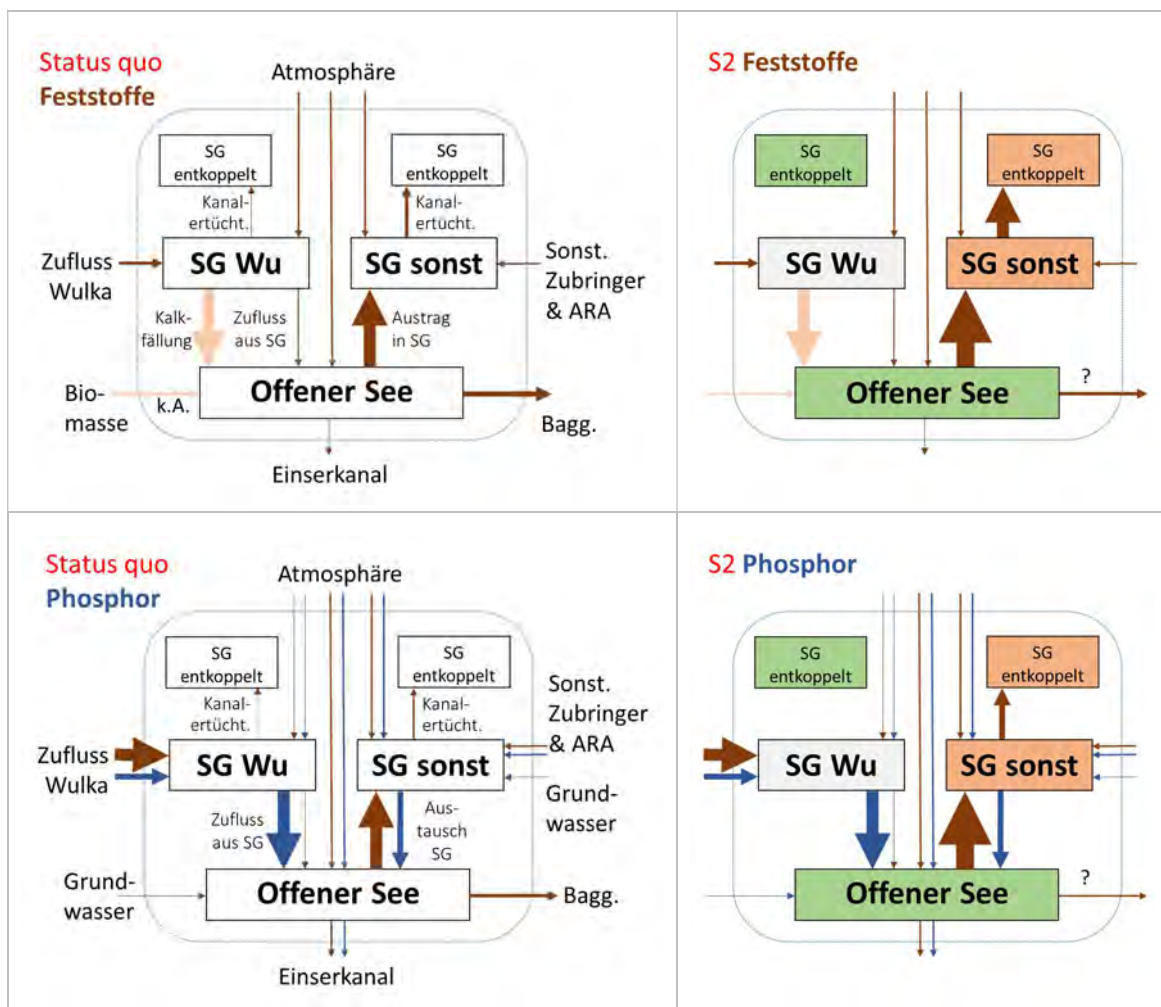 Status quo
Feststoffe
Atmosphäre
SG
entkoppelt
SG
entkoppelt
Kanal-
ertücht.
Kanal-
ertücht.
Zufluss
Wulka
SG Wu
SG sonst
Sonst.
Zubringer
& ARA
Kalk-
fällung
Zufluss
aus SG
Austrag
in SG
Bio-
masse
k.A.
Offener See
Bagg.
Einserkanal
S2 Feststoffe
SG
entkoppelt
SG
entkoppelt
SG Wu
SG sonst
Offener See
?
Status quo
Phosphor
Atmosphäre
SG
entkoppelt
SG
entkoppelt
Kanal-
ertücht.
Kanal-
ertücht.
Sonst.
Zubringer
& ARA
Zufluss
Wulka
SG Wu
SG sonst
Grund-
wasser
Zufluss
aus SG
Aus-
tausch
SG
Grund-
wasser
Offener See
Bagg.
Einserkanal
S2 Phosphor
SG
entkoppelt
SG
entkoppelt
SG Wu
SG sonst
Offener See
?